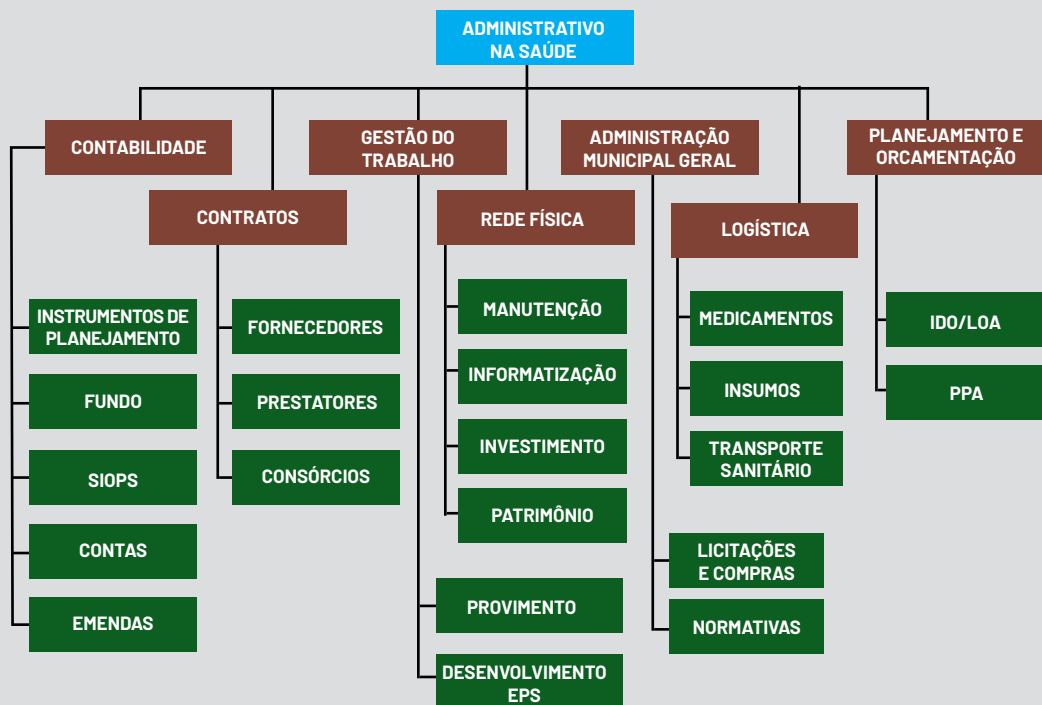 ADMINISTRATIVO
NA SAÚDE
CONTABILIDADE
GESTÃO DO
TRABALHO
ADMINISTRAÇÃO
MUNICIPAL GERAL
PLANEJAMENTO E
ORCAMENTAÇÃO
CONTRATOS
REDE FÍSICA
LOGÍSTICA
INSTRUMENTOS DE
PLANEJAMENTO
FUNDO
SIOPS
CONTAS
EMENDAS
FORNECEDORES
PRESTATORES
CONSÓRCIOS
MANUTENÇÃO
INFORMATIZAÇÃO
INVESTIMENTO
PATRIMÔNIO
PROVIMENTO
DESENVOLVIMENTO
EPS
MEDICAMENTOS
INSUMOS
TRANSPORTE
SANITÁRIO
LICITAÇÕES
E COMPRAS
NORMATIVAS
IDO/LOA
PPA